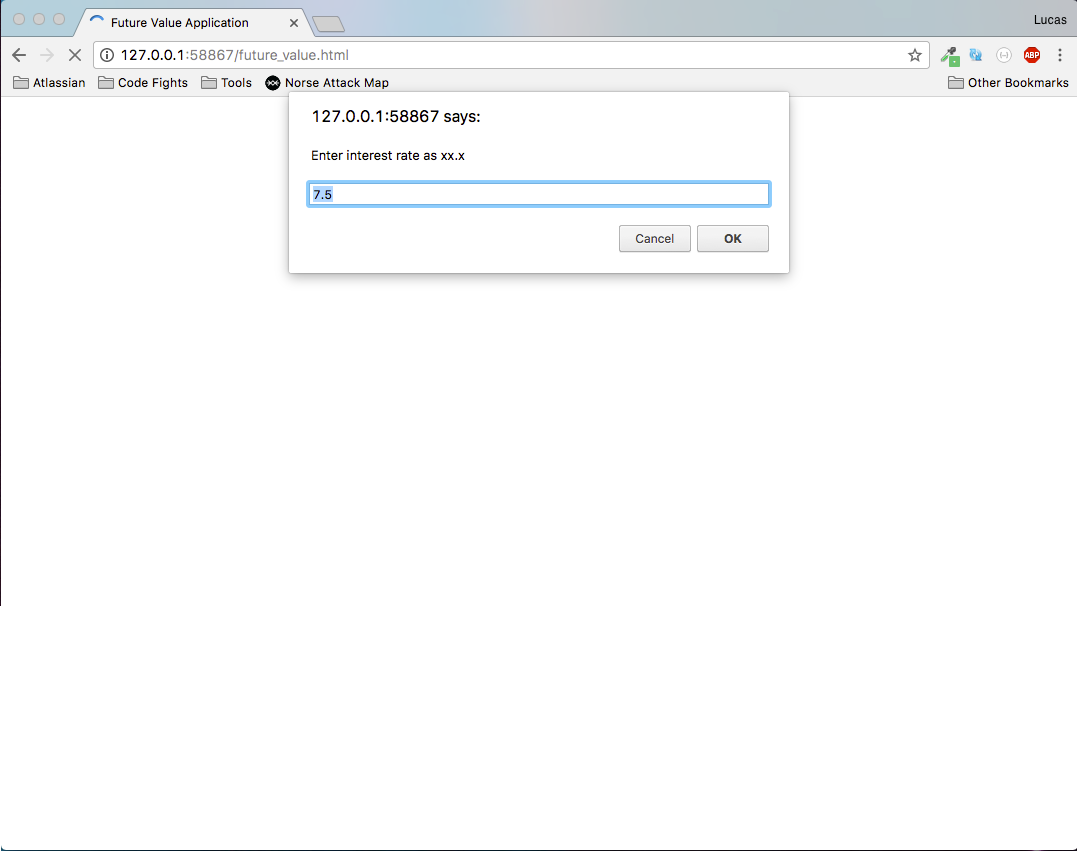 Future Value Application
Lucas
127.0.0.1:58867/future_value.html
ABP
Atlassian
Code Fights
Tools
Norse Attack Map
Other Bookmarks
127.0.0.1:58867 says:
Enter interest rate as xx.x
7.5
Cancel
OK